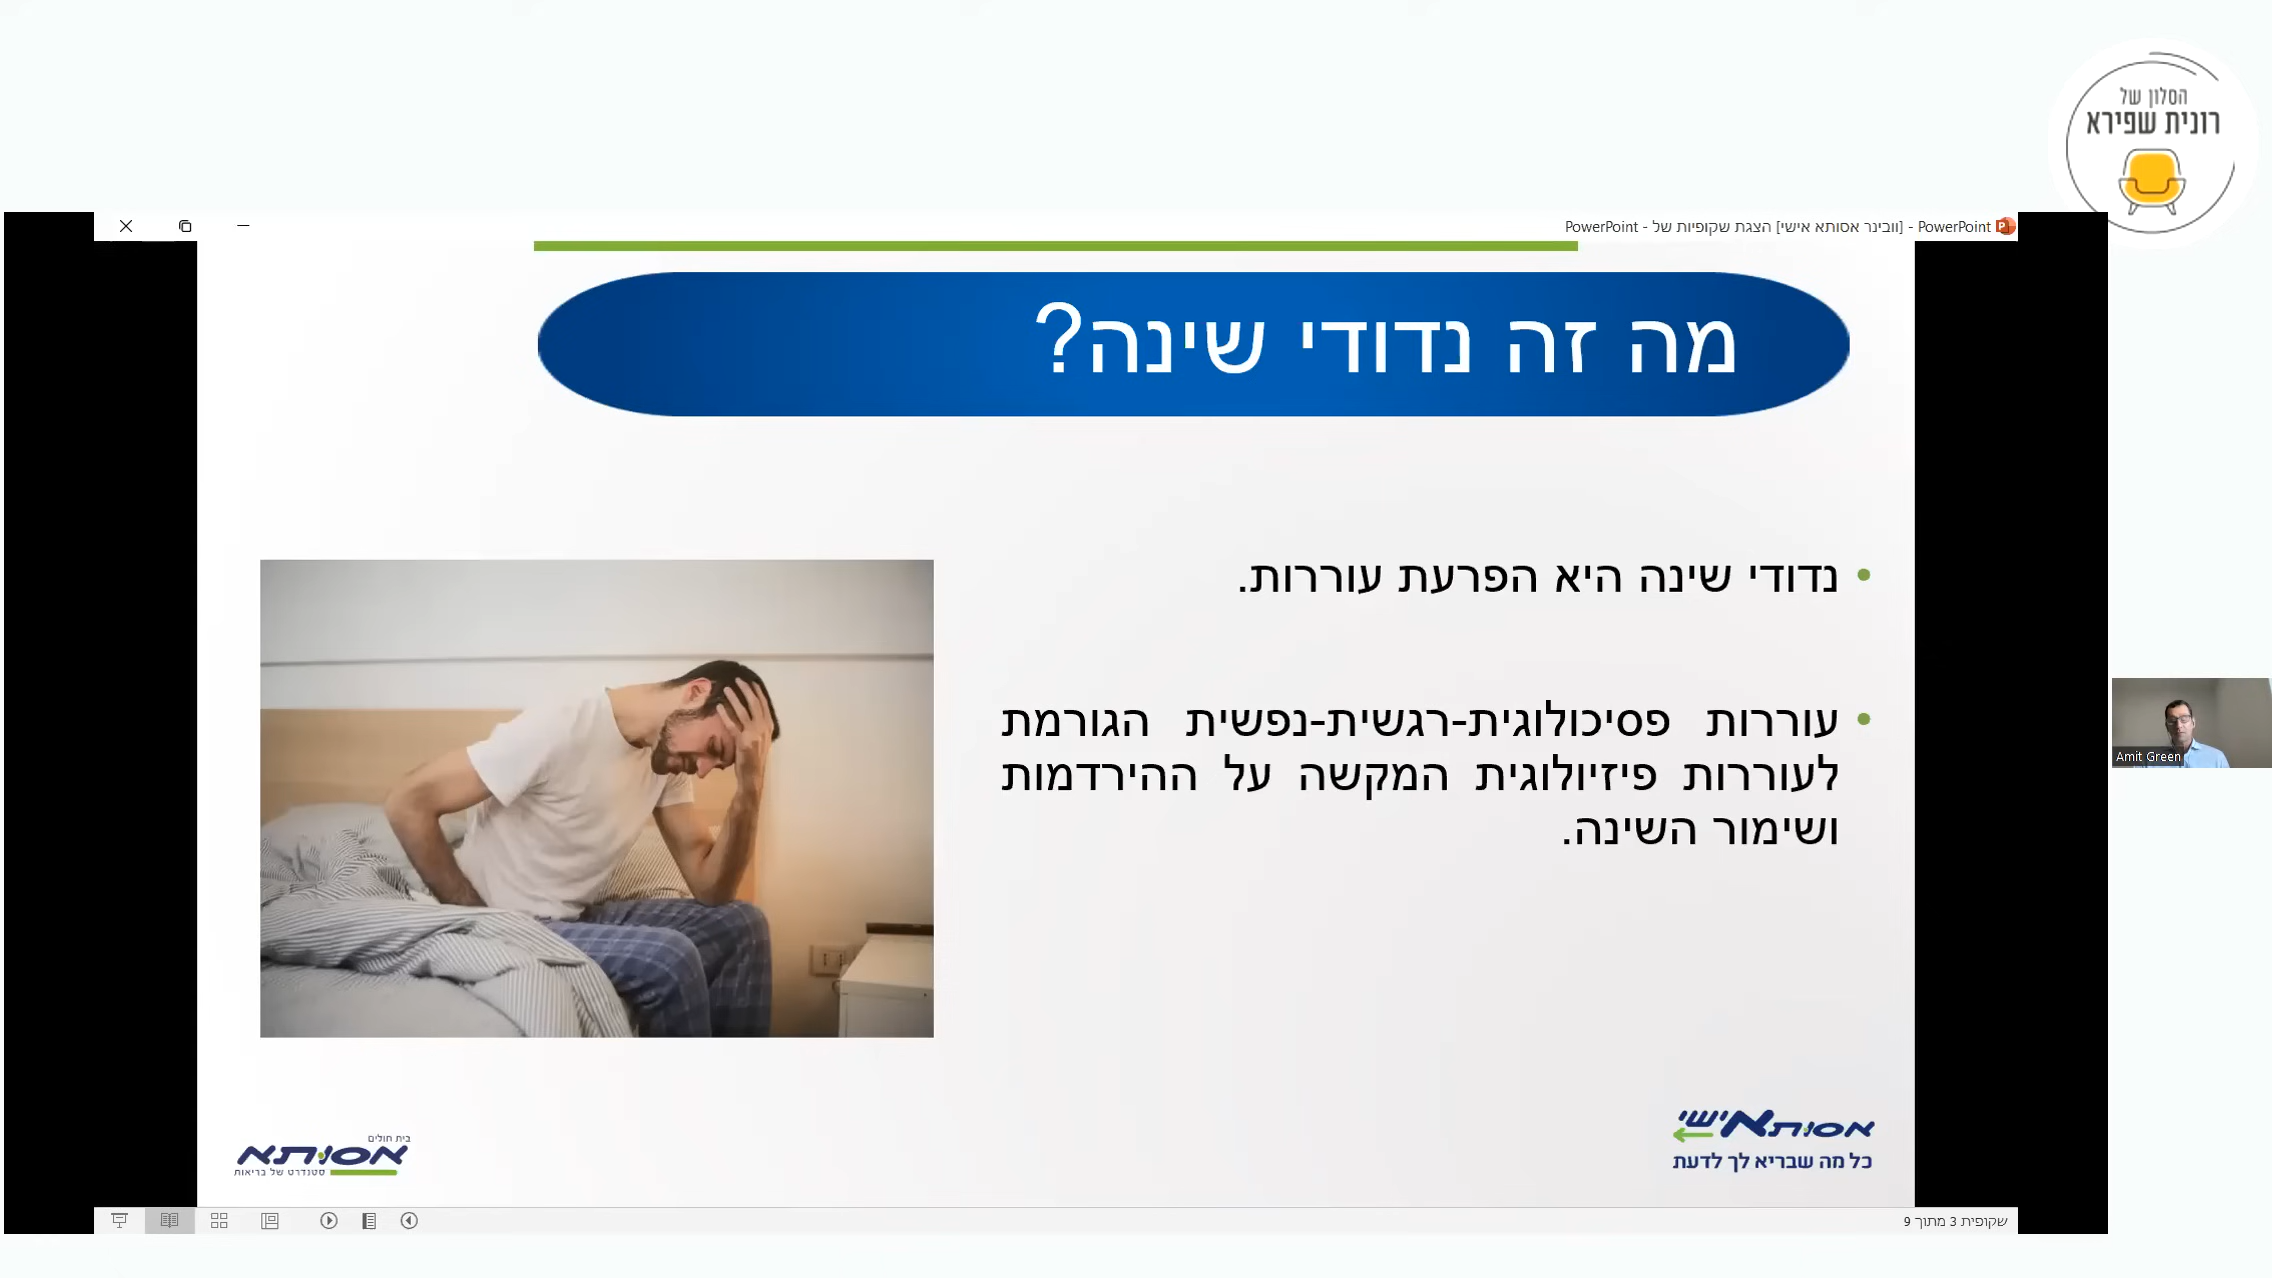 הסלון של
רונית שפירא
PowerPoint - [וובינר אסותא אישי] הצגת שקופיות של - PowerPoint
מה זה נדודי שינה?
• נדודי שינה היא הפרעת עוררות.
• עוררות פסיכולוגית-רגשית-נפשית הגורמת
לעוררות פיזיולוגית המקשה על ההירדמות
ושימור השינה.
Amit Green
אסותא אישי
כל מה שבריא לך לדעת
בית חולים
אסותא
סטנדרט של בריאות
שקופית 3 מתוך 9